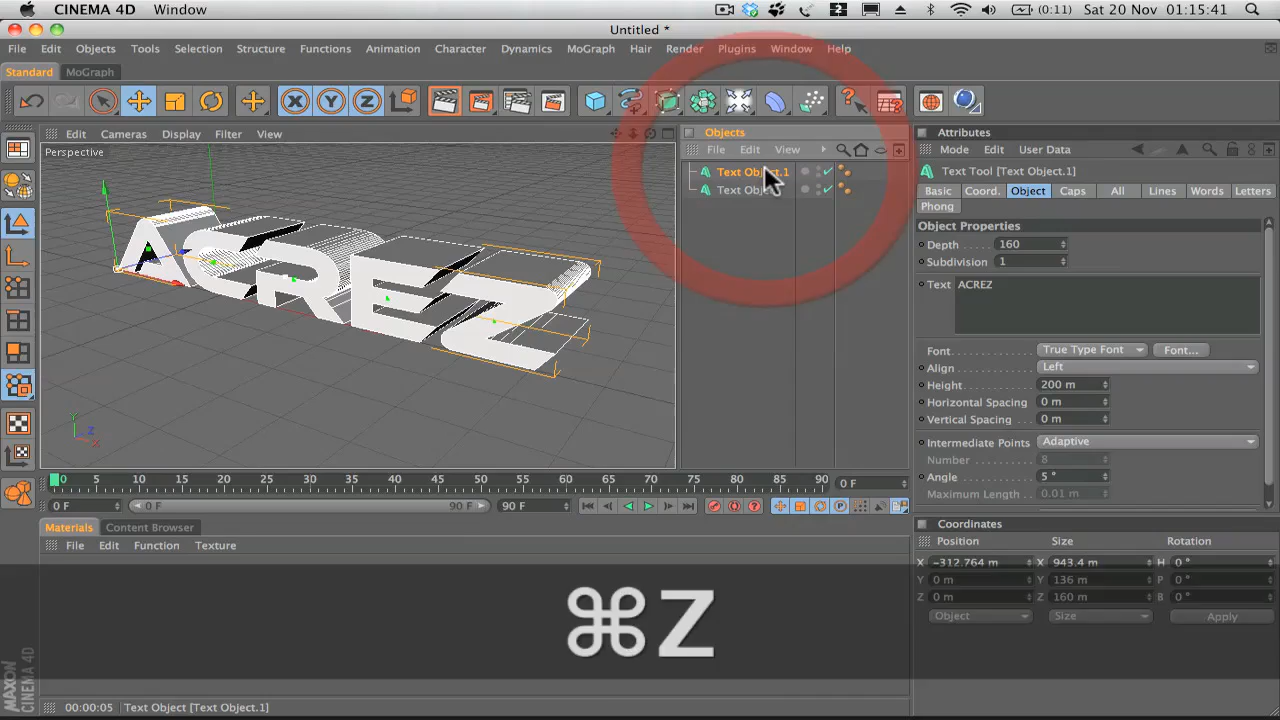 CINEMA 4D Window (0:11) Sat 20 Nov 01:15:41
Untitled *
File Edit Objects Tools Selection Structure Functions Animation Character Dynamics MoGraph Hair Render Plugins Window Help
Standard MoGraph
X Y Z
Edit Cameras Display Filter View
Perspective
ACREZ
Y
Z
X
Objects
File Edit View
Text Object.1
Text Obj
Attributes
Mode Edit User Data
Text Tool [Text Object.1]
Basic Coord. Object Caps All Lines Words Letters
Phong
Object Properties
Depth 160
Subdivision 1
Text ACREZ
Font True Type Font Font...
Align Left
Height 200 m
Horizontal Spacing 0 m
Vertical Spacing 0 m
Intermediate Points Adaptive
Number 8
Angle 5 °
Maximum Length 0.01 m
0 5 10 15 20 25 30 35 40 45 50 55 60 65 70 75 80 85 90 0 F
0 F 0 F 90 F 90 F
Materials Content Browser
File Edit Function Texture
Coordinates
Position Size Rotation
X -312.764 m X 943.4 m H 0 °
Y 0 m Y 136 m P 0 °
Z 0 m Z 160 m B 0 °
Object Size Apply
⌘Z
MAXON
CINEMA 4D
00:00:05 Text Object [Text Object.1]